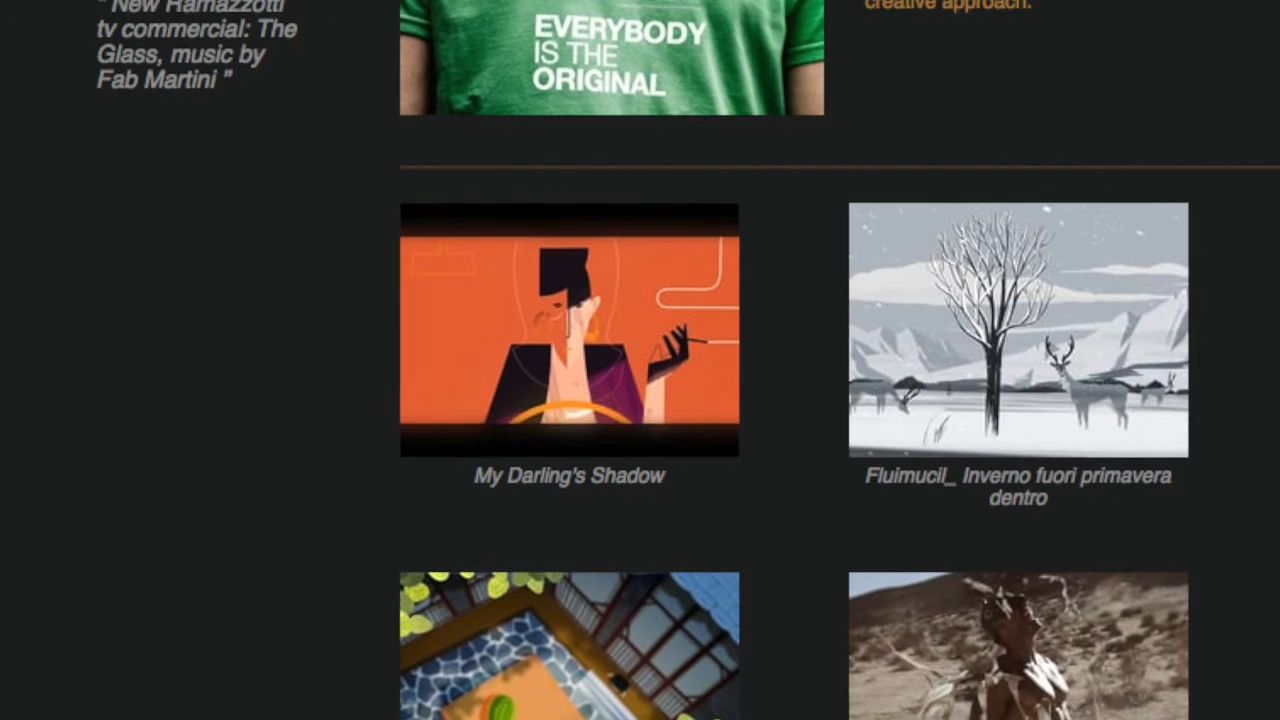 " New Ramazzotti
tv commercial: The
Glass, music by
Fab Martini "
creative approach.
EVERYBODY
IS THE
ORIGINAL
My Darling's Shadow
Fluimucil_ Inverno fuori primavera
dentro